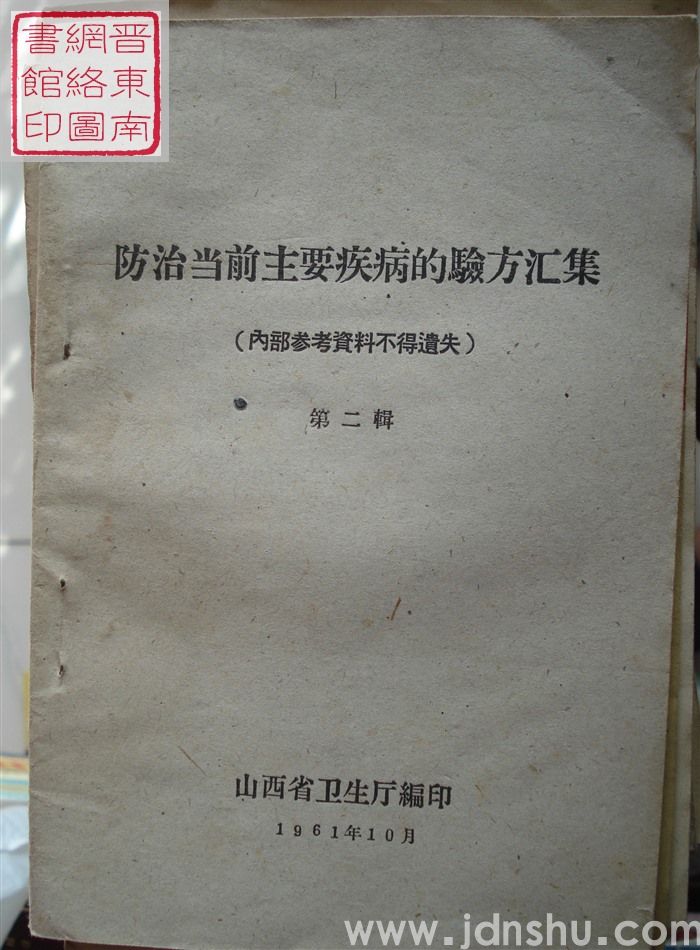 晋東南
網絡圖
書館印
防治当前主要疾病的驗方汇集
（內部参考資料不得遺失）
第二輯
山西省卫生厅編印
1961年10月
www.jdnshu.com